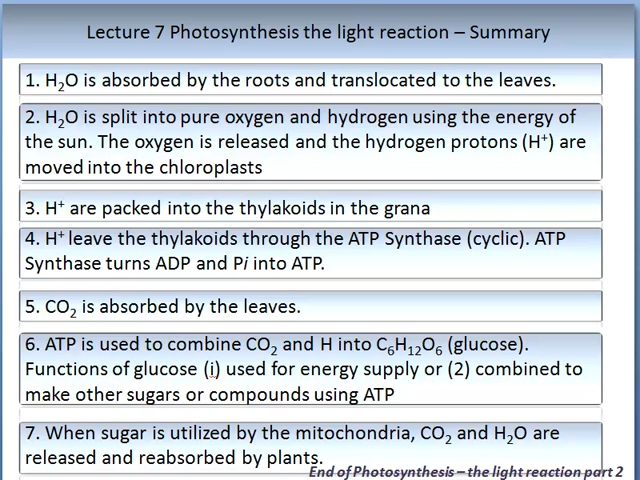 Lecture 7 Photosynthesis the light reaction – Summary
1. H₂O is absorbed by the roots and translocated to the leaves.
2. H₂O is split into pure oxygen and hydrogen using the energy of
the sun. The oxygen is released and the hydrogen protons (H⁺) are
moved into the chloroplasts
3. H⁺ are packed into the thylakoids in the grana
4. H⁺ leave the thylakoids through the ATP Synthase (cyclic). ATP
Synthase turns ADP and Pi into ATP.
5. CO₂ is absorbed by the leaves.
6. ATP is used to combine CO₂ and H into C₆H₁₂O₆ (glucose).
Functions of glucose (i) used for energy supply or (2) combined to
make other sugars or compounds using ATP
7. When sugar is utilized by the mitochondria, CO₂ and H₂O are
released and reabsorbed by plants.
End of Photosynthesis – the light reaction part 2